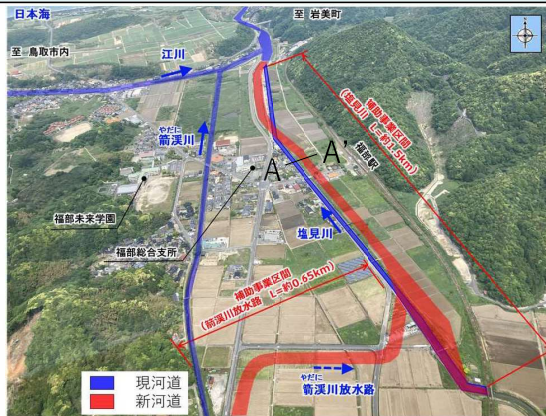 日本海
至 岩美町
至 鳥取市内
江川
やだに
箭渓川
補助事業区間
(塩見川 L=約1.5km)
福部駅
A A'
福部未来学園
福部総合支所
塩見川
補助事業区間
(箭渓川放水路 L=約0.65km)
やだに
箭渓川放水路
現河道
新河道